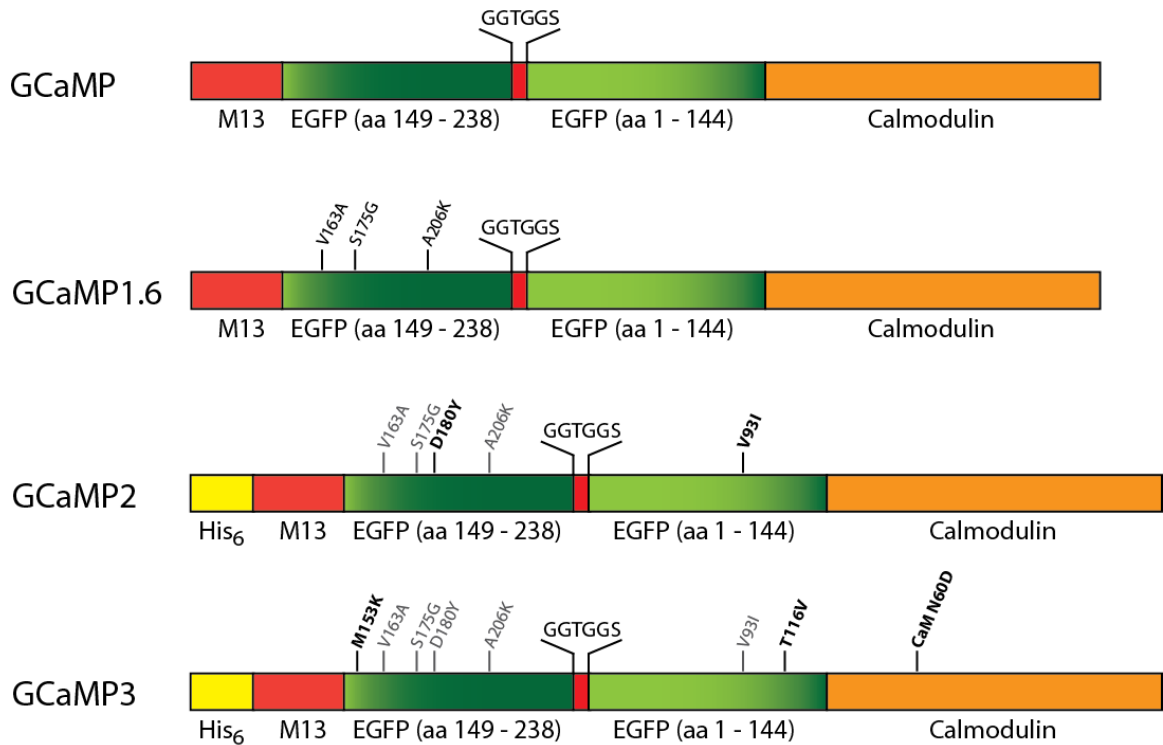 GGTGGS
GCaMP
M13 EGFP (aa 149 - 238) EGFP (aa 1 - 144) Calmodulin
V163A S175G A206K GGTGGS
GCaMP1.6
M13 EGFP (aa 149 - 238) EGFP (aa 1 - 144) Calmodulin
V163A S175G D180Y A206K GGTGGS V93I
GCaMP2
His6 M13 EGFP (aa 149 - 238) EGFP (aa 1 - 144) Calmodulin
M153K V163A S175G D180Y A206K GGTGGS V93I T116V CaM N60D
GCaMP3
His6 M13 EGFP (aa 149 - 238) EGFP (aa 1 - 144) Calmodulin